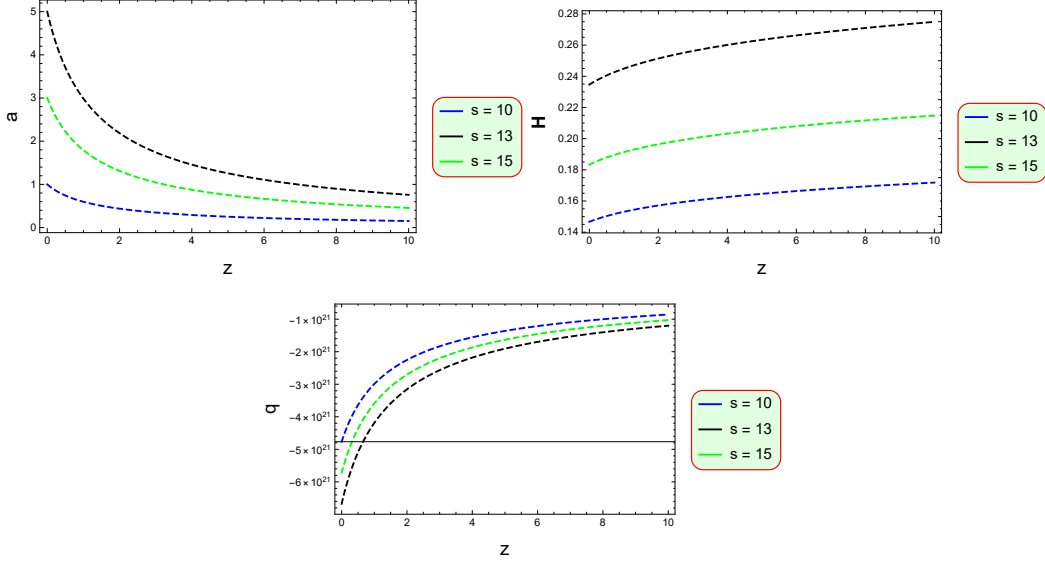 5
4
3
2
1
0
a
0 2 4 6 8 10
z
s = 10
s = 13
s = 15
0.28
0.26
0.24
0.22
0.20
0.18
0.16
0.14
H
0 2 4 6 8 10
z
s = 10
s = 13
s = 15
−1 × 10²¹
−2 × 10²¹
−3 × 10²¹
−4 × 10²¹
−5 × 10²¹
−6 × 10²¹
q
0 2 4 6 8 10
z
s = 10
s = 13
s = 15